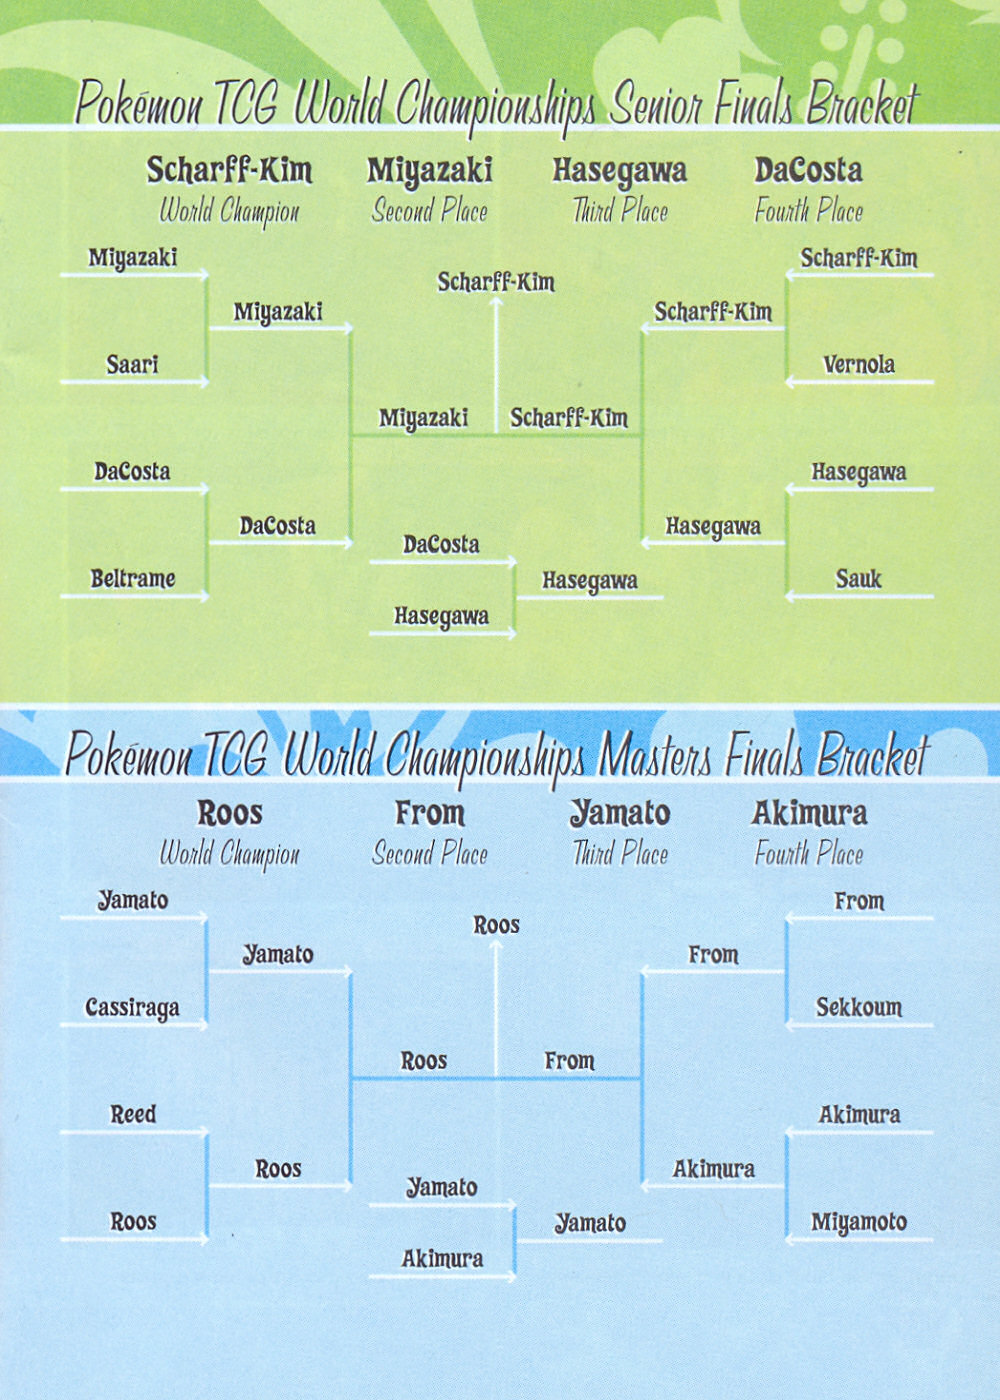 Pokémon TCG World Championships Senior Finals Bracket
Scharff-Kim Miyazaki Hasegawa DaCosta
World Champion Second Place Third Place Fourth Place
Miyazaki Scharff-Kim
Scharff-Kim
Miyazaki Scharff-Kim
Saari Vernola
Miyazaki Scharff-Kim
DaCosta Hasegawa
DaCosta Hasegawa
DaCosta
Beltrame Hasegawa Sauk
Hasegawa
Pokémon TCG World Championships Masters Finals Bracket
Roos From Yamato Akimura
World Champion Second Place Third Place Fourth Place
Yamato From
Roos
Yamato From
Cassiraga Sekkoum
Roos From
Reed Akimura
Roos Akimura
Yamato
Roos Yamato Miyamoto
Akimura